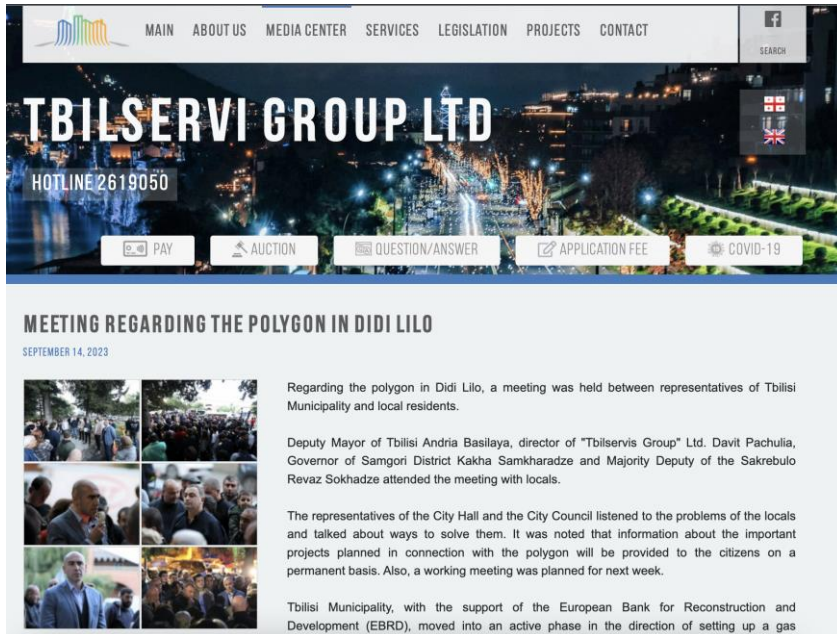 MAIN ABOUT US MEDIA CENTER SERVICES LEGISLATION PROJECTS CONTACT
SEARCH
TBILSERVI GROUP LTD
HOTLINE 2619050
PAY AUCTION QUESTION/ANSWER APPLICATION FEE COVID-19
MEETING REGARDING THE POLYGON IN DIDI LILO
SEPTEMBER 14, 2023
Regarding the polygon in Didi Lilo, a meeting was held between representatives of Tbilisi
Municipality and local residents.
Deputy Mayor of Tbilisi Andria Basilaya, director of "Tbilservis Group" Ltd. Davit Pachulia,
Governor of Samgori District Kakha Samkharadze and Majority Deputy of the Sakrebulo
Revaz Sokhadze attended the meeting with locals.
The representatives of the City Hall and the City Council listened to the problems of the locals
and talked about ways to solve them. It was noted that information about the important
projects planned in connection with the polygon will be provided to the citizens on a
permanent basis. Also, a working meeting was planned for next week.
Tbilisi Municipality, with the support of the European Bank for Reconstruction and
Development (EBRD), moved into an active phase in the direction of setting up a gas